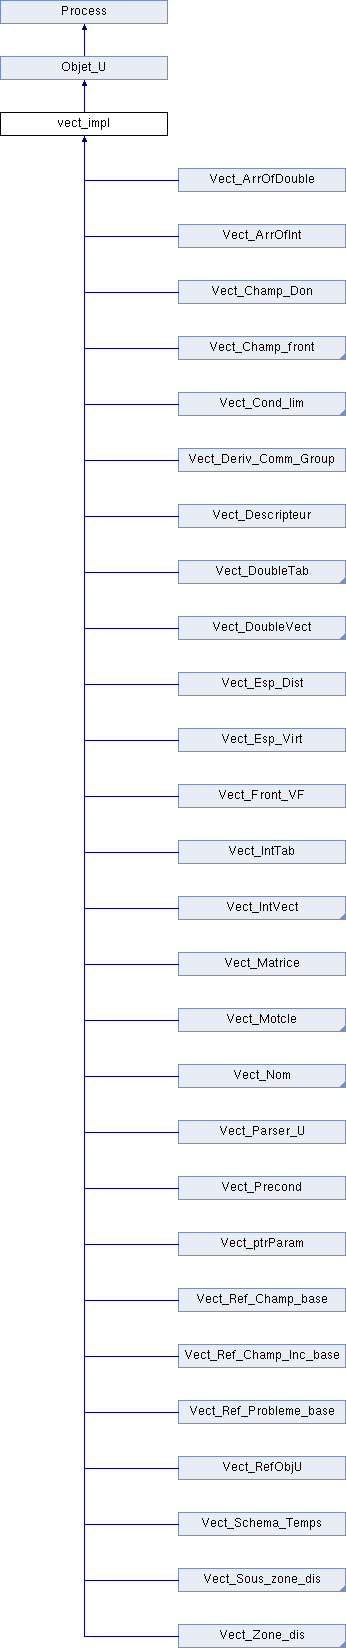 Process
Objet_U
vect_impl
Vect_ArrOfDouble
Vect_ArrOfInt
Vect_Champ_Don
Vect_Champ_front
Vect_Cond_lim
Vect_Deriv_Comm_Group
Vect_Descripteur
Vect_DoubleTab
Vect_DoubleVect
Vect_Esp_Dist
Vect_Esp_Virt
Vect_Front_VF
Vect_IntTab
Vect_IntVect
Vect_Matrice
Vect_Motcle
Vect_Nom
Vect_Parser_U
Vect_Precond
Vect_ptrParam
Vect_Ref_Champ_base
Vect_Ref_Champ_Inc_base
Vect_Ref_Probleme_base
Vect_RefObjU
Vect_Schema_Temps
Vect_Sous_zone_dis
Vect_Zone_dis